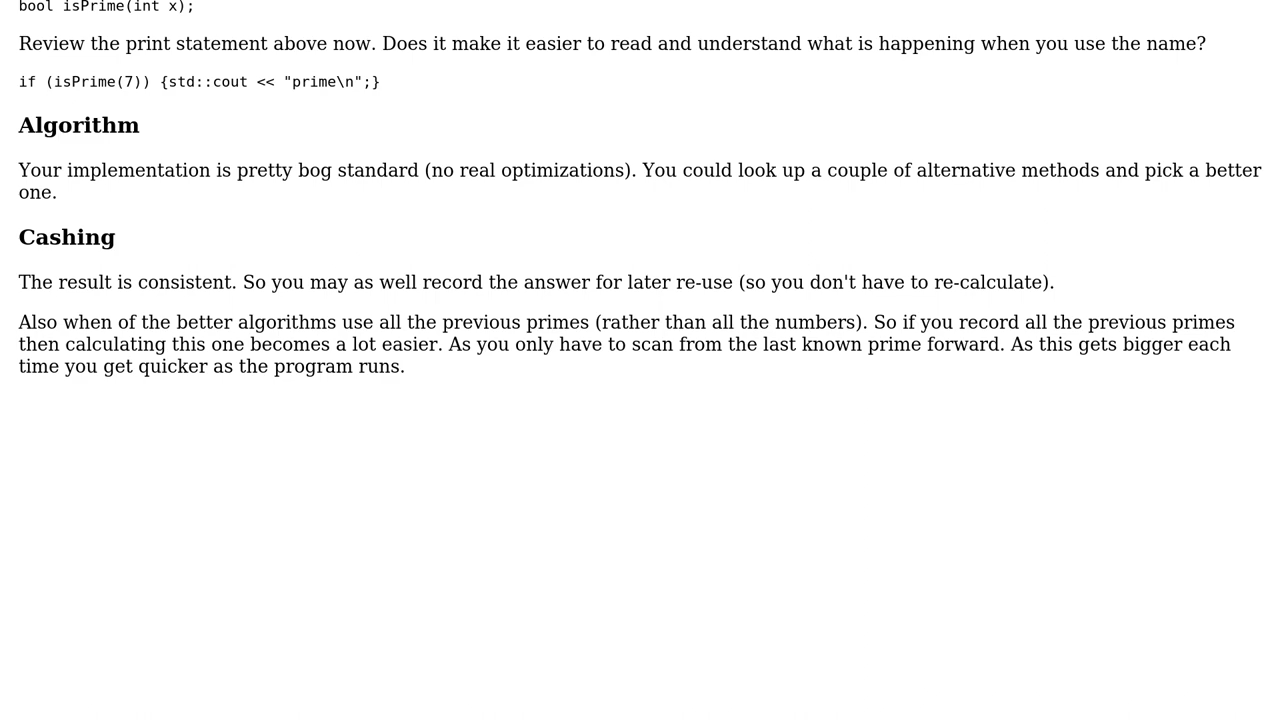 bool isPrime(int x);
Review the print statement above now. Does it make it easier to read and understand what is happening when you use the name?
if (isPrime(7)) {std::cout << "prime\n";}
Algorithm
Your implementation is pretty bog standard (no real optimizations). You could look up a couple of alternative methods and pick a better
one.
Cashing
The result is consistent. So you may as well record the answer for later re-use (so you don't have to re-calculate).
Also when of the better algorithms use all the previous primes (rather than all the numbers). So if you record all the previous primes
then calculating this one becomes a lot easier. As you only have to scan from the last known prime forward. As this gets bigger each
time you get quicker as the program runs.